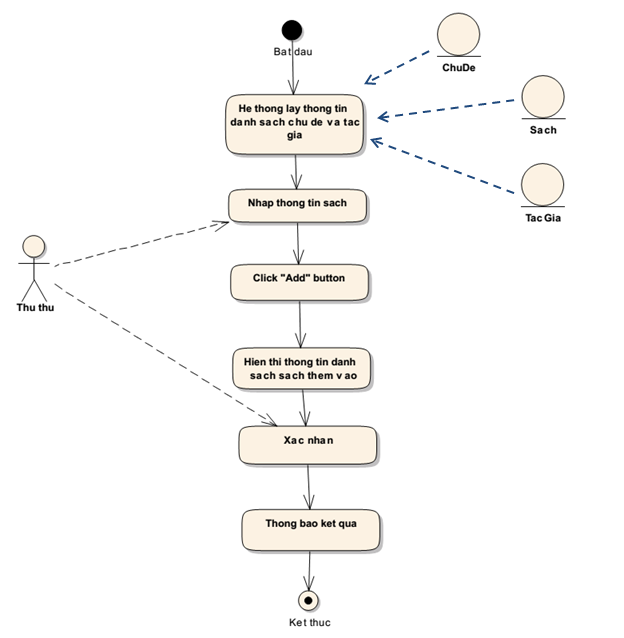 Bat dau
ChuDe
He thong lay thong tin
danh sach chu de va tac
gia
Sach
Nhap thong tin sach
Tac Gia
Click "Add" button
Thu thu
Hien thi thong tin danh
sach sach them vao
Xac nhan
Thong bao ket qua
Ket thuc